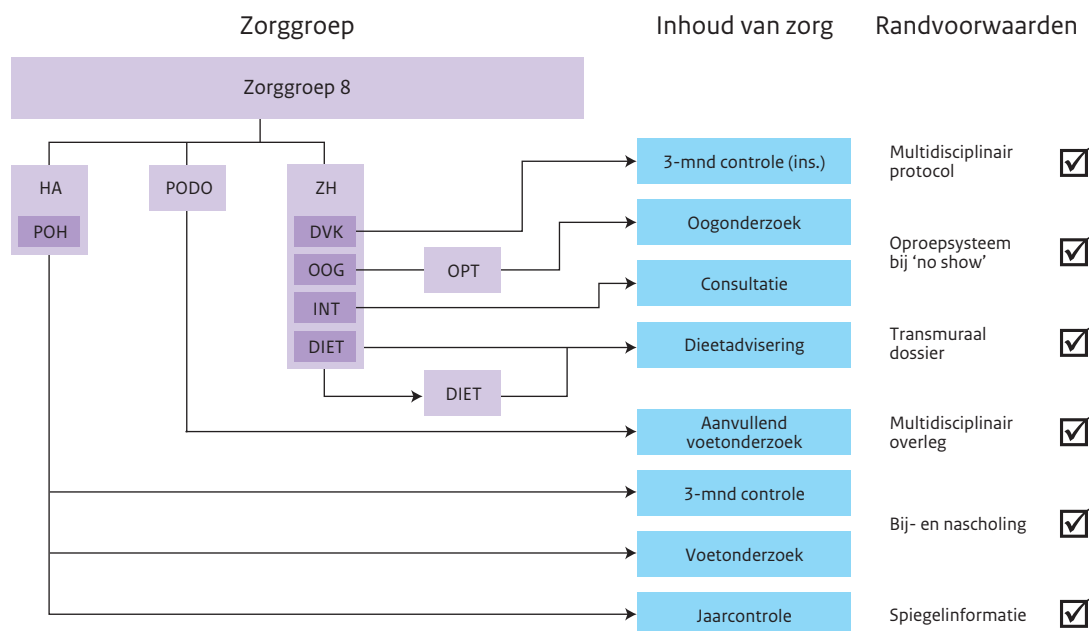 Zorggroep
Inhoud van zorg
Randvoorwaarden
Zorggroep 8
HA
POH
PODO
ZH
DVK
OOG
INT
DIET
OPT
DIET
3-mnd controle (ins.)
Oogonderzoek
Consultatie
Dieetadvisering
Aanvullend
voetonderzoek
3-mnd controle
Voetonderzoek
Jaarcontrole
Multidisciplinair
protocol
Oproepsysteem
bij ‘no show’
Transmuraal
dossier
Multidisciplinair
overleg
Bij- en nascholing
Spiegelinformatie